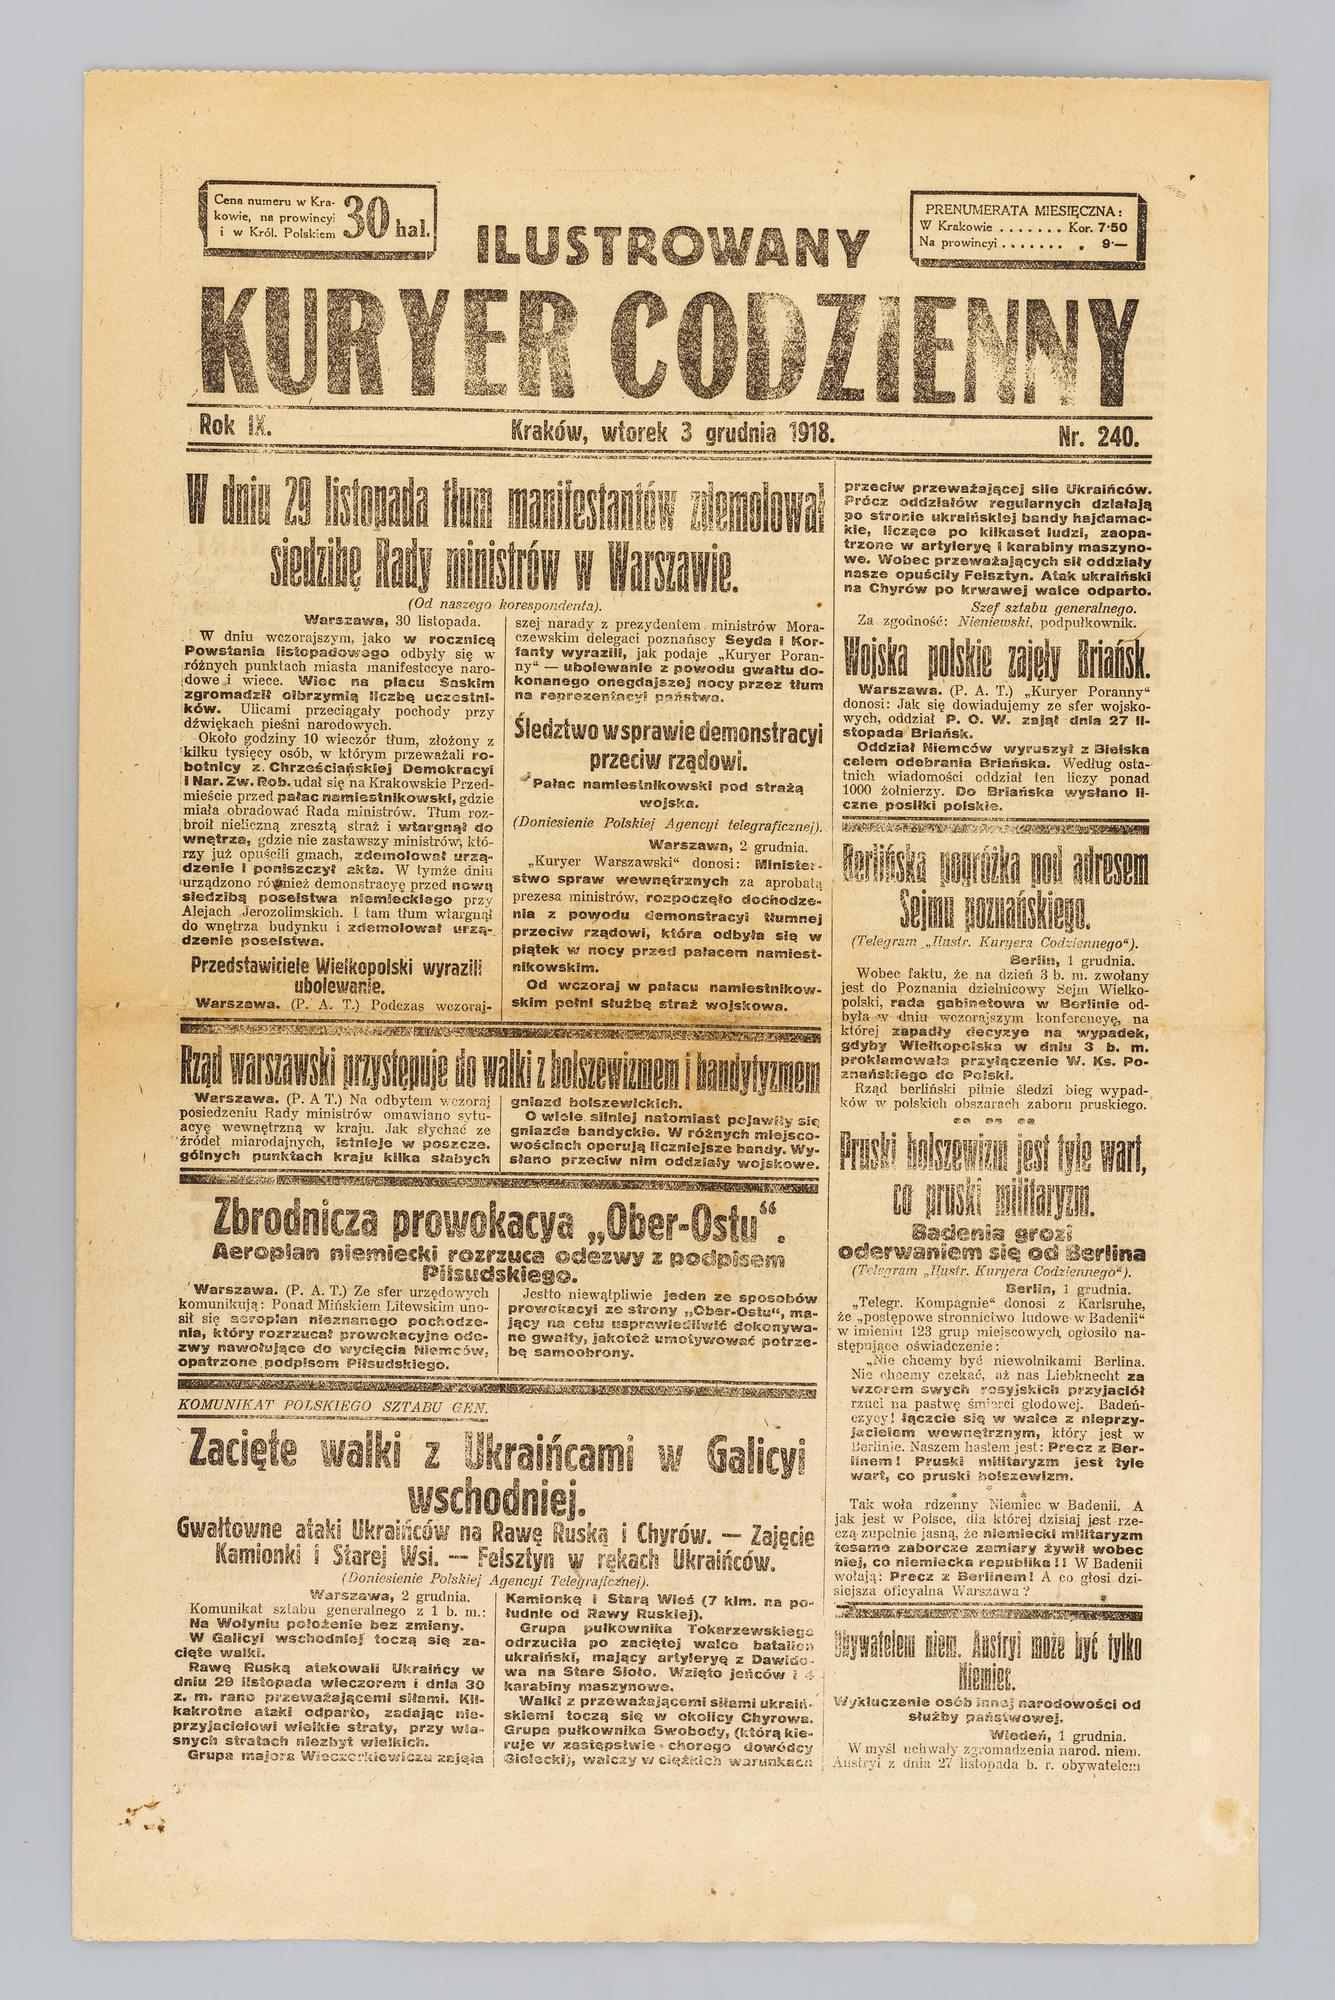 Cena numeru w Kra-
kowie, na prowincyi
i w Król. Polskiem
30 hal.
PRENUMERATA MIESIĘCZNA:
W Krakowie . . . . . . . Kor. 7·50
Na prowincyi . . . . . . . „ 9·—
ILUSTROWANY
KURYER CODZIENNY
Rok IX.
Kraków, wtorek 3 grudnia 1918.
Nr. 240.
W dniu 29 listopada tłum manifestantów zdemolował
siedzibę Rady ministrów w Warszawie.
(Od naszego korespondenta).
Warszawa, 30 listopada.
W dniu wczorajszym, jako w rocznicę
Powstania listopadowego odbyły się w
różnych punktach miasta manifestcye naro-
dowe i wiece. Wiec na placu Saskim
zgromadził olbrzymią liczbę uczestni-
ków. Ulicami przeciągały pochody przy
dźwiękach pieśni narodowych.
Około godziny 10 wieczór tłum, złożony z
kilku tysięcy osób, w którym przeważali ro-
botnicy z. Chrześciańskiej Demokracyi
i Nar. Zw. Rob. udał się na Krakowskie Przed-
mieście przed pałac namiestnikowski, gdzie
miała obradować Rada ministrów. Tłum roz-
broił nieliczną zresztą straż i wtargnął do
wnętrza, gdzie nie zastawszy ministrów, któ-
rzy już opuścili gmach, zdemolował urzą-
dzenie i poniszczył akta. W tymże dniu
urządzono również demonstracyę przed nową
siedzibą poselstwa niemieckiego przy
Alejach Jerozolimskich. I tam tłum wtargnął
do wnętrza budynku i zdemolował urzą-
dzenie poselstwa.
Przedstawiciele Wielkopolski wyrazili
ubolewanie.
Warszawa. (P. A. T.) Podczas wczoraj-
szej narady z prezydentem ministrów Mora-
czewskim delegaci poznańscy Seyda i Kor-
fanty wyrazili, jak podaje „Kuryer Poran-
ny“ — ubolewanie z powodu gwałtu do-
konanego onegdajszej nocy przez tłum
na reprezentacyi państwa.
Śledztwo w sprawie demonstracyi
przeciw rządowi.
Pałac namiestnikowski pod strażą
wojska.
(Doniesienie Polskiej Agencyi telegraficznej).
Warszawa, 2 grudnia.
„Kuryer Warszawski“ donosi: Minister-
stwo spraw wewnętrznych za aprobatą
prezesa ministrów, rozpoczęło dochodze-
nia z powodu demonstracyi tłumnej
przeciw rządowi, która odbyła się w
piątek w nocy przed pałacem namiest-
nikowskim.
Od wczoraj w pałacu namiestnikow-
skim pełni służbę straż wojskowa.
Rząd warszawski przystępuje do walki z bolszewizmem i bandytyzmem
Warszawa. (P. A T.) Na odbytem wczoraj
posiedzeniu Rady ministrów omawiano sytu-
acyę wewnętrzną w kraju. Jak słychać ze
źródeł miarodajnych, istnieje w poszcze.
gólnych punktach kraju kilka słabych
gniazd bolszewickich.
O wiele silniej natomiast pojawiły się
gniazda bandyckie. W różnych miejsco-
wościach operują liczniejsze bandy. Wy-
słano przeciw nim oddziały wojskowe.
Zbrodnicza prowokacya „Ober-Ostu“.
Aeroplan niemiecki rozrzuca odezwy z podpisem
Piłsudskiego.
Warszawa. (P. A. T.) Ze sfer urzędowych
komunikują: Ponad Mińskiem Litewskim uno-
sił się aeroplan nieznanego pochodze-
nia, który rozrzucał prowokacyjne ode-
zwy nawołujące do wycięcia Niemców,
opatrzone podpisem Piłsudskiego.
Jestto niewątpliwie jeden ze sposobów
prowokacyi ze strony „Ober-Ostu“, ma-
jący na celu usprawiedliwić dokonywa-
ne gwałty, jakoteż umotywować potrze-
bę samoobrony.
KOMUNIKAT POLSKIEGO SZTABU GEN.
Zacięte walki z Ukraińcami w Galicyi
wschodniej.
Gwałtowne ataki Ukraińców na Rawę Ruską i Chyrów. — Zajęcie
Kamionki i Starej Wsi. — Felsztyn w rękach Ukraińców.
(Doniesienie Polskiej Agencyi Telegraficznej).
Warszawa, 2 grudnia.
Komunikat sztabu generalnego z 1 b. m.:
Na Wołyniu położenie bez zmiany.
W Galicyi wschodniej toczą się za-
cięte walki.
Rawę Ruską atakowali Ukraińcy w
dniu 29 listopada wieczorem i dnia 30
z. m. rano przeważającemi siłami. Kil-
kakrotne ataki odparto, zadając nie-
przyjacielowi wielkie straty, przy wła-
snych stratach niezbyt wielkich.
Grupa majora Wieczorkiewicza zajęła
Kamionkę i Starą Wieś (7 klm. na po-
łudnie od Rawy Ruskiej).
Grupa pułkownika Tokarzewskiego
odrzuciła po zaciętej walce batalion
ukraiński, mający artyleryę z Dawido-
wa na Stare Sioło. Wzięto jeńców i 4
karabiny maszynowe.
Walki z przeważającemi siłami ukraiń-
skiemi toczą się w okolicy Chyrowa.
Grupa pułkownika Swobody, (którą kie-
ruje w zastępstwie chorego dowódcy
Gielecki), walczy w ciężkich warunkach
przeciw przeważającej sile Ukraińców.
Prócz oddziałów regularnych działają
po stronie ukraińskiej bandy hajdamac-
kie, liczące po kilkaset ludzi, zaopa-
trzone w artyleryę i karabiny maszyno-
we. Wobec przeważających sił oddziały
nasze opuściły Felsztyn. Atak ukraiński
na Chyrów po krwawej walce odparto.
Szef sztabu generalnego.
Za zgodność: Nieniewski, podpułkownik.
Wojska polskie zajęły Briańsk.
Warszawa. (P. A. T.) „Kuryer Poranny“
donosi: Jak się dowiadujemy ze sfer wojsko-
wych, oddział P. O. W. zajął dnia 27 li-
stopada Briańsk.
Oddział Niemców wyruszył z Bielska
celem odebrania Briańska. Według osta-
tnich wiadomości oddział ten liczy ponad
1000 żołnierzy. Do Briańska wysłano li-
czne posiłki polskie.
Berlińska pogróżka pod adresem
Sejmu poznańskiego.
(Telegram „Ilustr. Kuryera Codziennego“).
Berlin, 1 grudnia.
Wobec faktu, że na dzień 3 b. m. zwołany
jest do Poznania dzielnicowy Sejm Wielko-
polski, rada gabinetowa w Berlinie od-
była w dniu wczorajszym konferencyę, na
której zapadły decyzye na wypadek,
gdyby Wielkopolska w dniu 3 b. m.
proklamowała przyłączenie W. Ks. Po-
znańskiego do Polski.
Rząd berliński pilnie śledzi bieg wypad-
ków w polskich obszarach zaboru pruskiego.
Pruski bolszewizm jest tyle wart,
co pruski militaryzm.
Badenia grozi
oderwaniem się od Berlina
(Telegram „Ilustr. Kuryera Codziennego“).
Berlin, 1 grudnia.
„Telegr. Kompagnie“ donosi z Karlsruhe,
że „postępowe stronnictwo ludowe w Badenii“
w imieniu 123 grup miejscowych, ogłosiło na-
stępujące oświadczenie:
„Nie chcemy być niewolnikami Berlina.
Nie chcemy czekać, aż nas Liebknecht za
wzorem swych rosyjskich przyjaciół
rzuci na pastwę śmierci głodowej. Badeń-
czycy! łączcie się w walce z nieprzy-
jacielem wewnętrznym, który jest w
Berlinie. Naszem hasłem jest: Precz z Ber-
linem! Pruski militaryzm jest tyle
wart, co pruski bolszewizm.
* * *
Tak woła rdzenny Niemiec w Badenii. A
jak jest w Polsce, dla której dzisiaj jest rze-
czą zupełnie jasną, że niemiecki militaryzm
tesame zaborcze zamiary żywił wobec
niej, co niemiecka republika!! W Badenii
wołają: Precz z Berlinem! A co głosi dzi-
siejsza oficyalna Warszawa?
Obywatelem niem. Austryi może być tylko
Niemiec.
Wykluczenie osób innej narodowości od
służby państwowej.
Wiedeń, 1 grudnia.
W myśl uchwały zgromadzenia narod. niem.
Austryi z dnia 27 listopada b. r. obywatelem